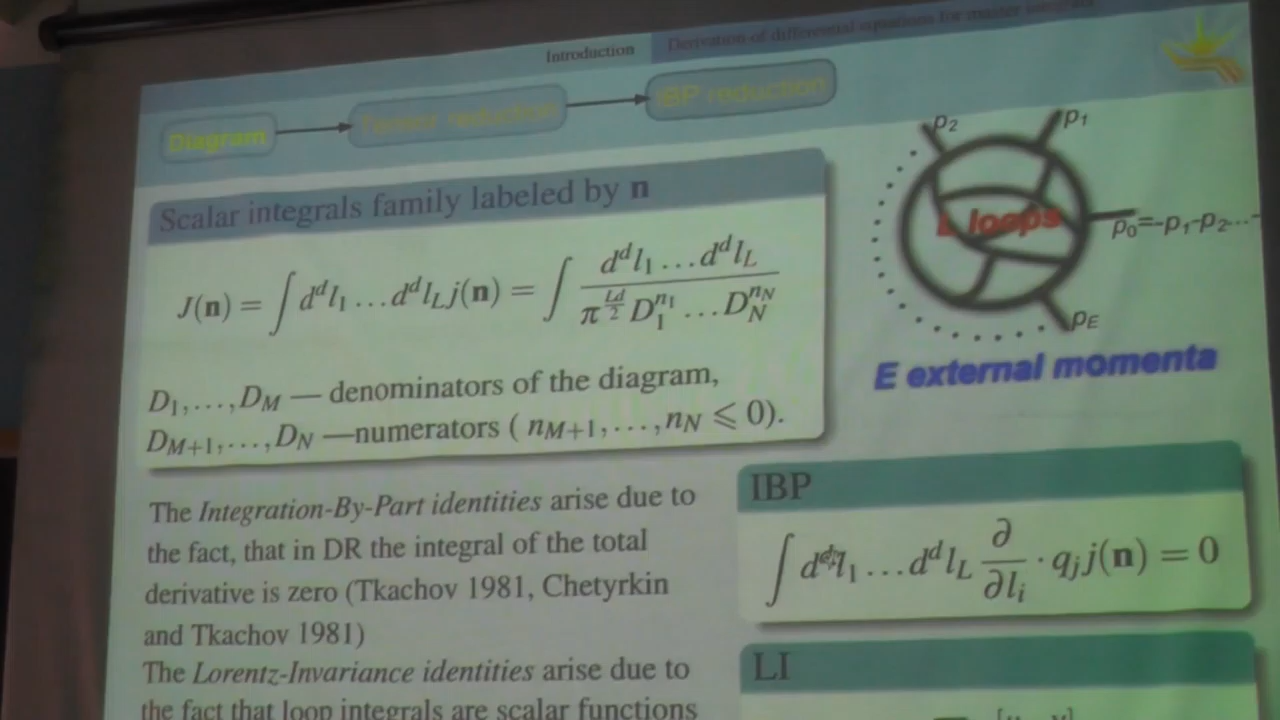 Introduction
Derivation of differential equations for master integrals
Diagram
Tensor reduction
IBP reduction
Scalar integrals family labeled by n
J(n) = ∫ d^d l_1 … d^d l_L j(n) = ∫ \frac{d^d l_1 … d^d l_L}{π^{\frac{Ld}{2}} D_1^{n_1} … D_N^{n_N}}
D_1,…,D_M — denominators of the diagram,
D_{M+1},…,D_N —numerators ( n_{M+1},…,n_N ⩽ 0).
p_2
p_1
L loops
p_0=-p_1-p_2...-
p_E
E external momenta
The Integration-By-Part identities arise due to
the fact, that in DR the integral of the total
derivative is zero (Tkachov 1981, Chetyrkin
and Tkachov 1981)
The Lorentz-Invariance identities arise due to
the fact that loop integrals are scalar functions
IBP
∫ d^d l_1 … d^d l_L \frac{∂}{∂l_i} · q_j j(n) = 0
LI